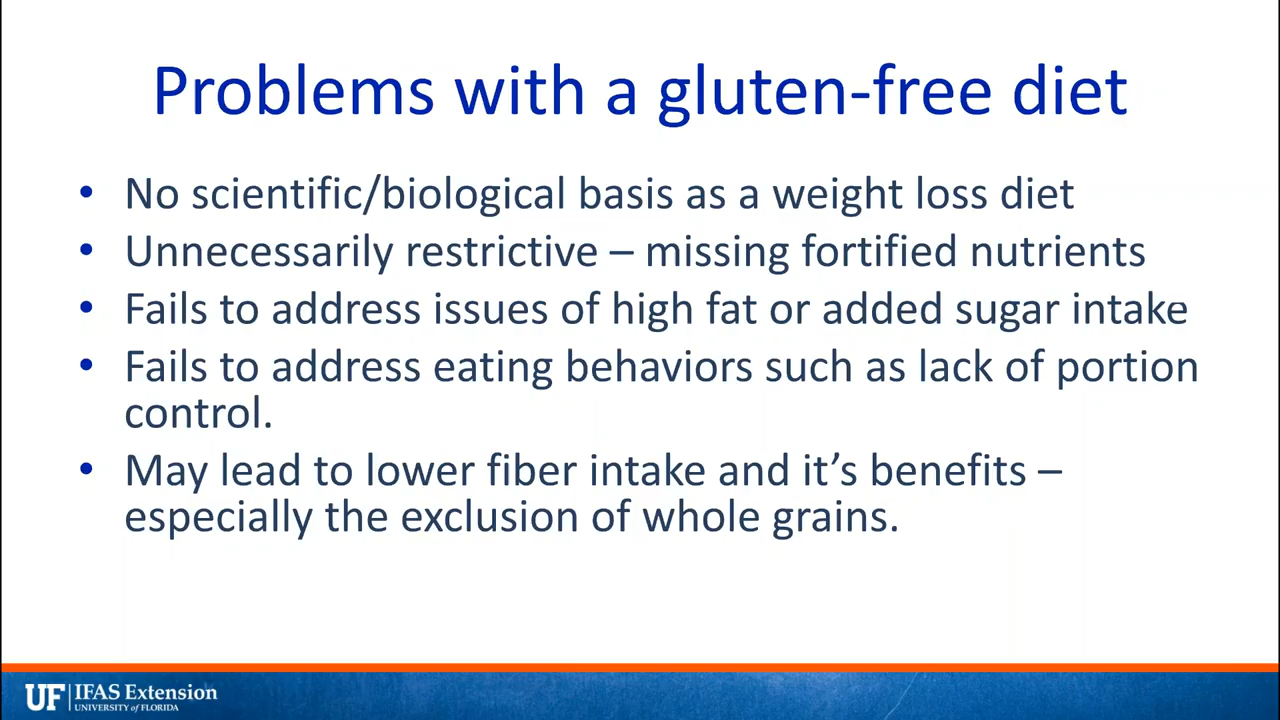 Problems with a gluten-free diet
• No scientific/biological basis as a weight loss diet
• Unnecessarily restrictive – missing fortified nutrients
• Fails to address issues of high fat or added sugar intake
• Fails to address eating behaviors such as lack of portion
control.
• May lead to lower fiber intake and it’s benefits –
especially the exclusion of whole grains.
UF IFAS Extension
UNIVERSITY of FLORIDA